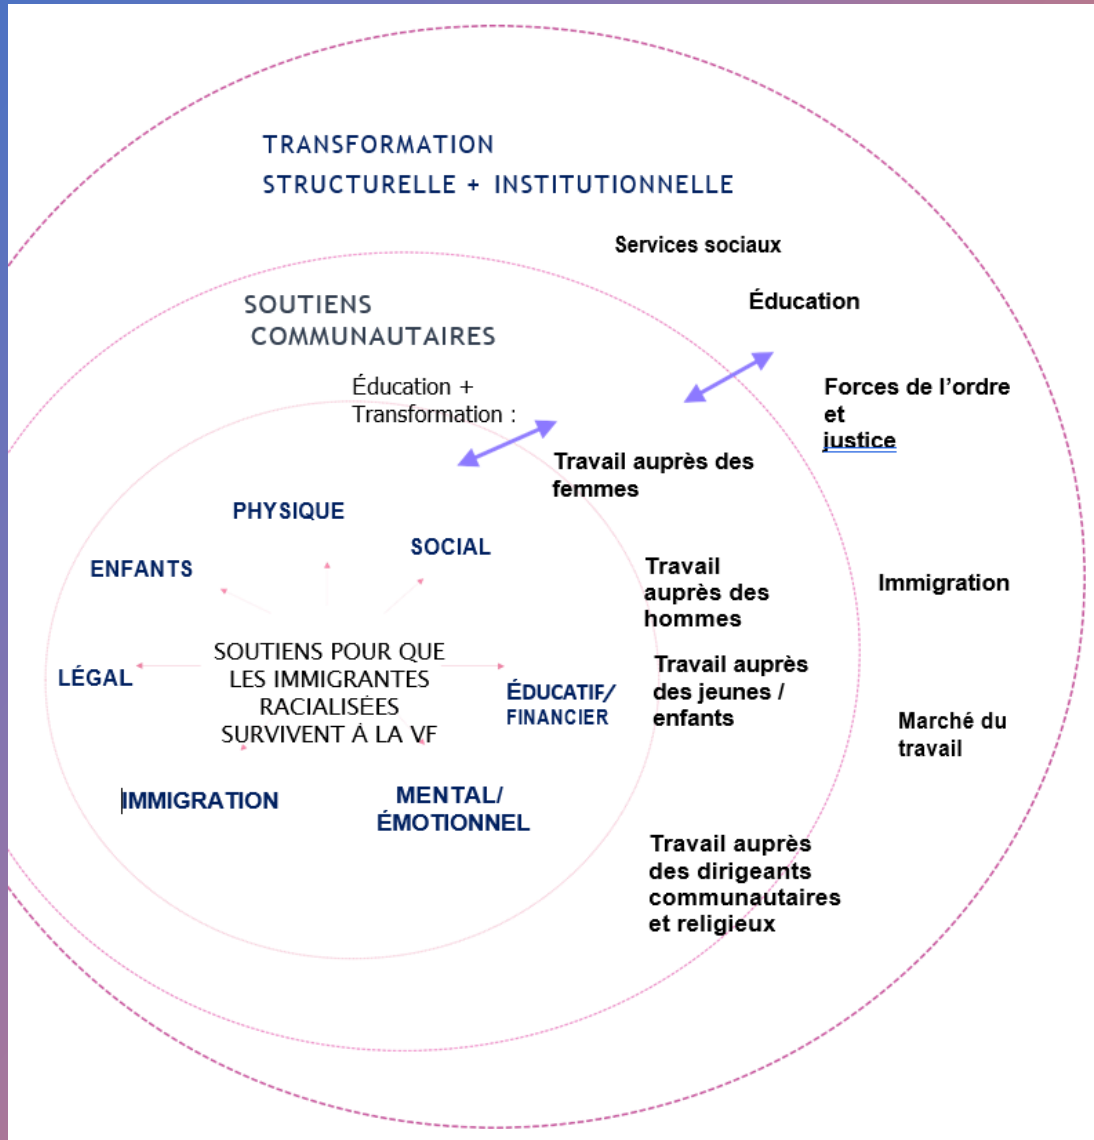 TRANSFORMATION
STRUCTURELLE + INSTITUTIONNELLE
Services sociaux
Éducation
Forces de l’ordre
et
justice
Immigration
Marché du
travail
SOUTIENS
COMMUNAUTAIRES
Éducation +
Transformation :
Travail auprès des
femmes
Travail
auprès des
hommes
Travail auprès
des jeunes /
enfants
Travail auprès
des dirigeants
communautaires
et religieux
PHYSIQUE
SOCIAL
ENFANTS
LÉGAL
SOUTIENS POUR QUE
LES IMMIGRANTES
RACIALISÉES
SURVIVENT À LA VF
ÉDUCATIF/
FINANCIER
IMMIGRATION
MENTAL/
ÉMOTIONNEL